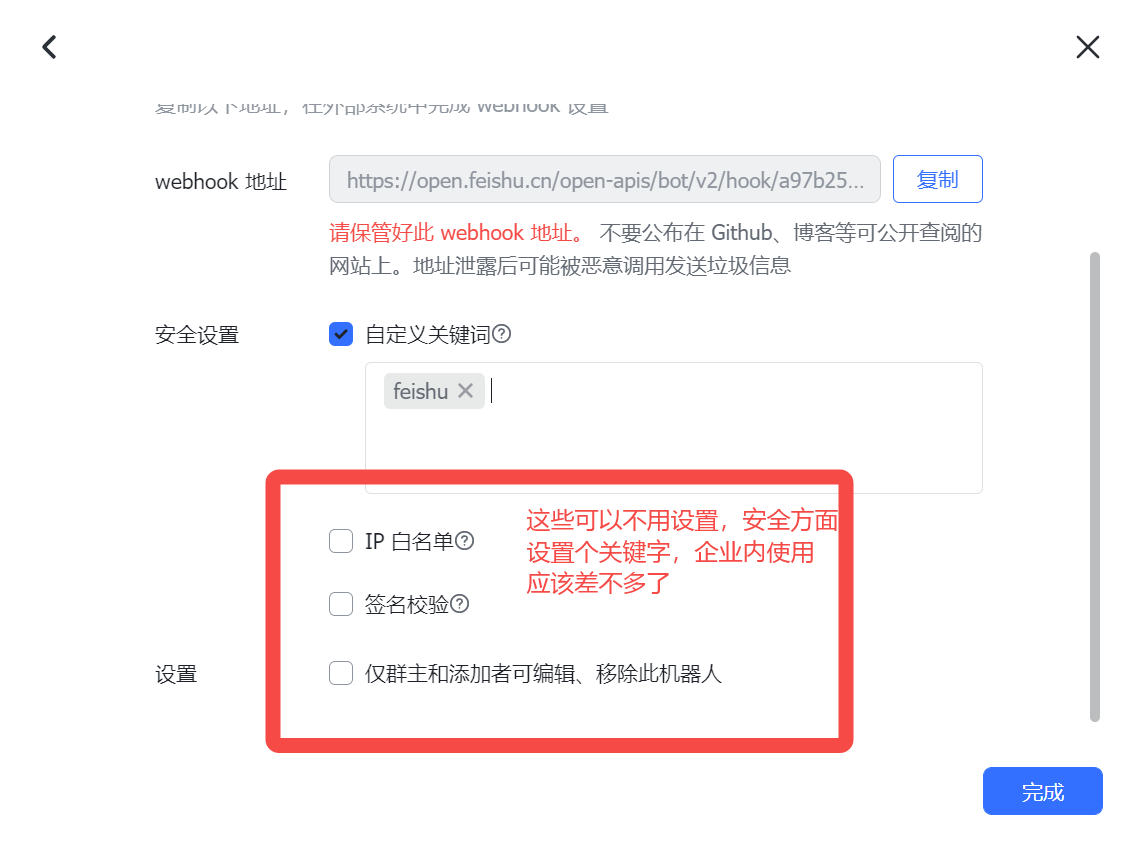 复制以下地址，在外部系统中完成 webhook 设置
webhook 地址
https://open.feishu.cn/open-apis/bot/v2/hook/a97b25...
复制
请保管好此 webhook 地址。 不要公布在 Github、博客等可公开查阅的
网站上。地址泄露后可能被恶意调用发送垃圾信息
安全设置
自定义关键词
feishu
IP 白名单
这些可以不用设置，安全方面
设置个关键字，企业内使用
应该差不多了
签名校验
设置
仅群主和添加者可编辑、移除此机器人
完成